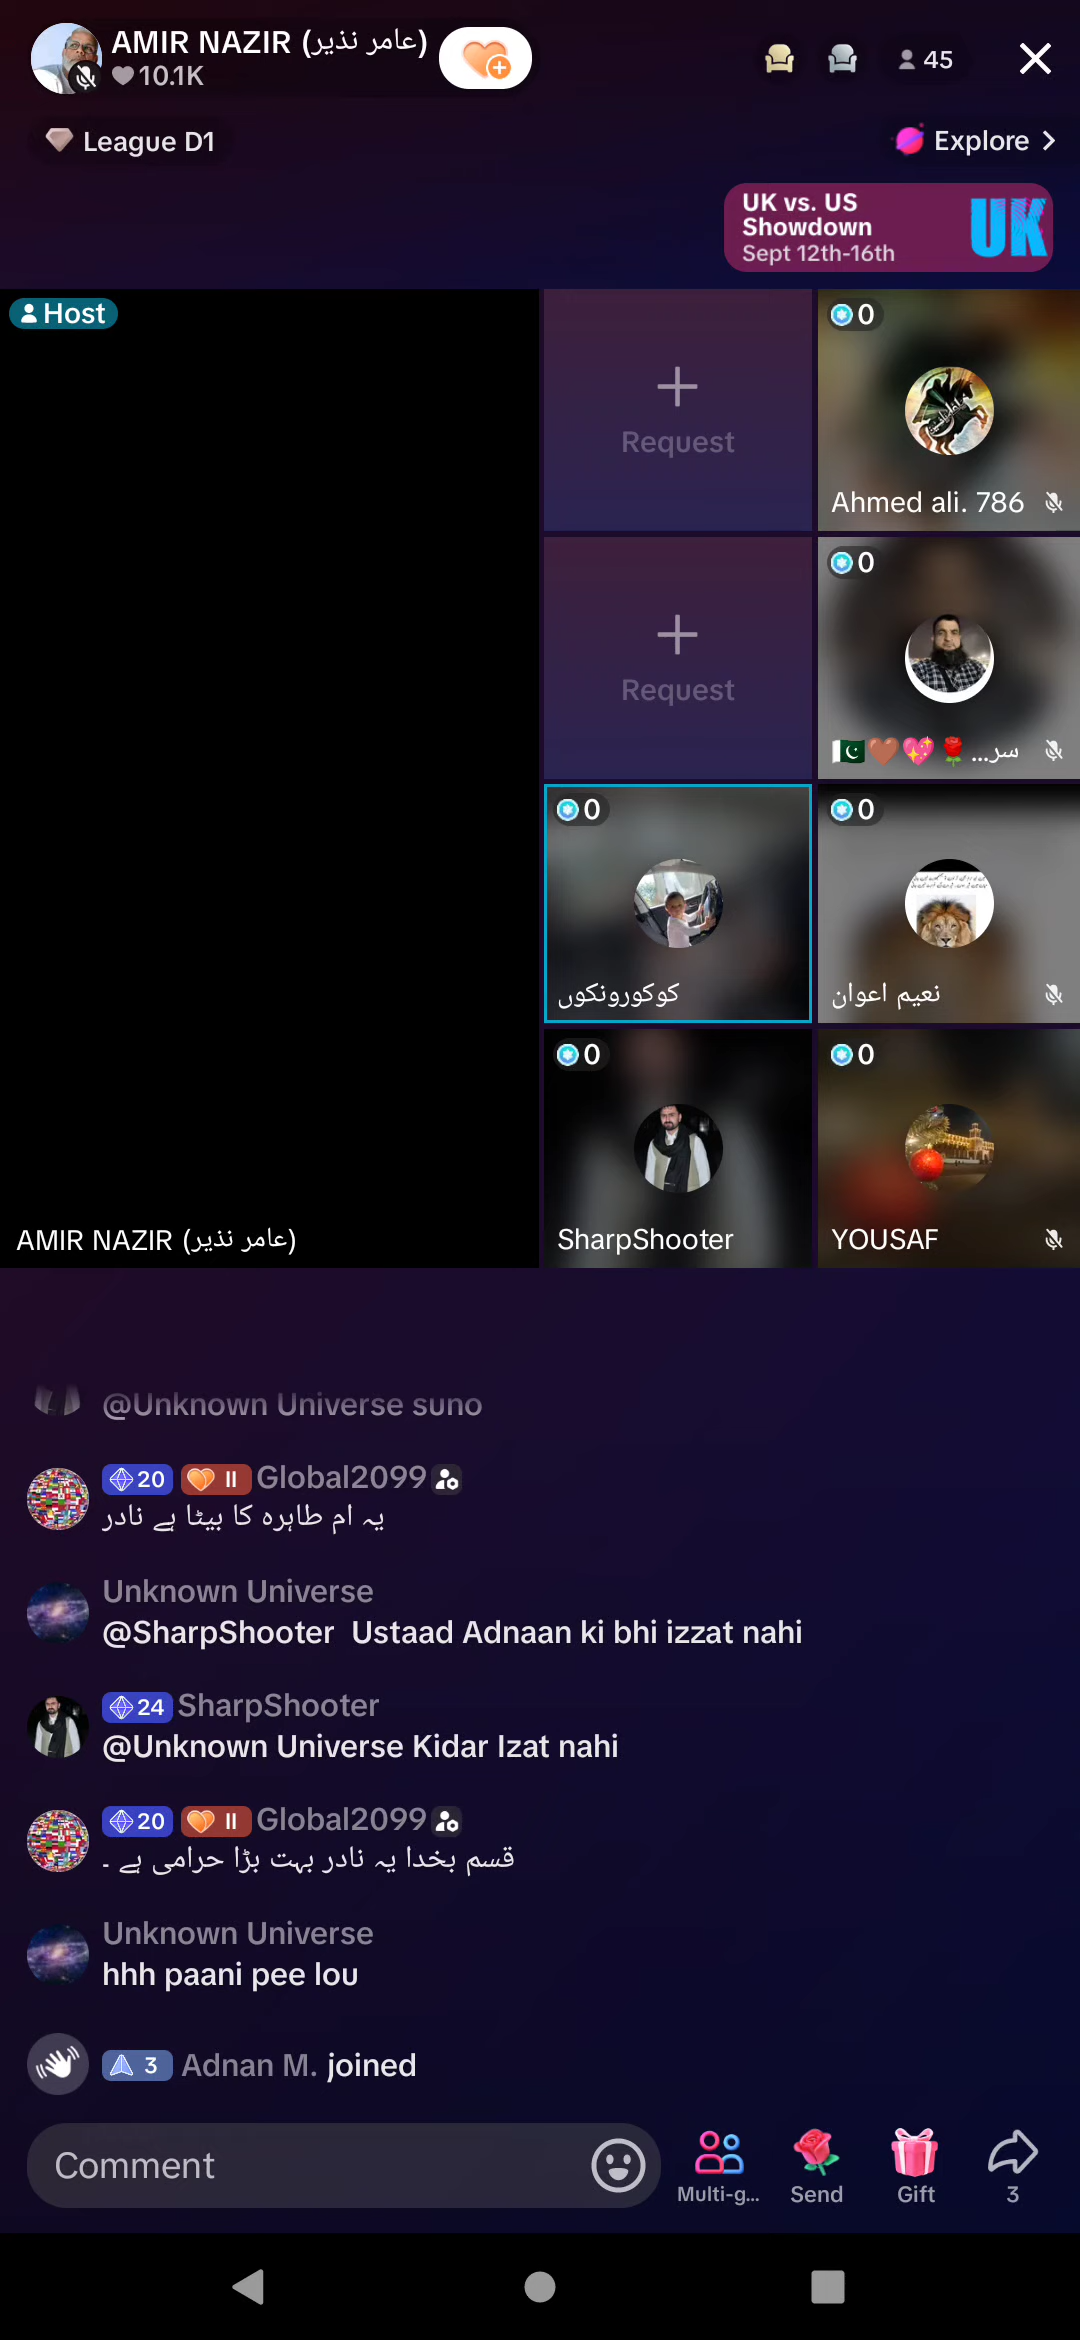 AMIR NAZIR (عامر نذیر)
10.1K
45
League D1
Explore
UK vs. US
Showdown
Sept 12th-16th
UK
Host
Request
0
Ahmed ali. 786
Request
0
سر...🌹💖🤎🇵🇰
0
کوکورونکوں
0
نعیم اعوان
AMIR NAZIR (عامر نذیر)
0
SharpShooter
0
YOUSAF
@Unknown Universe suno
20 II Global2099
یہ ام طاہرہ کا بیٹا ہے نادر
Unknown Universe
@SharpShooter Ustaad Adnaan ki bhi izzat nahi
24 SharpShooter
@Unknown Universe Kidar Izat nahi
20 II Global2099
قسم بخدا یہ نادر بہت بڑا حرامی ہے ۔
Unknown Universe
hhh paani pee lou
3 Adnan M. joined
Comment
Multi-g...
Send
Gift
3